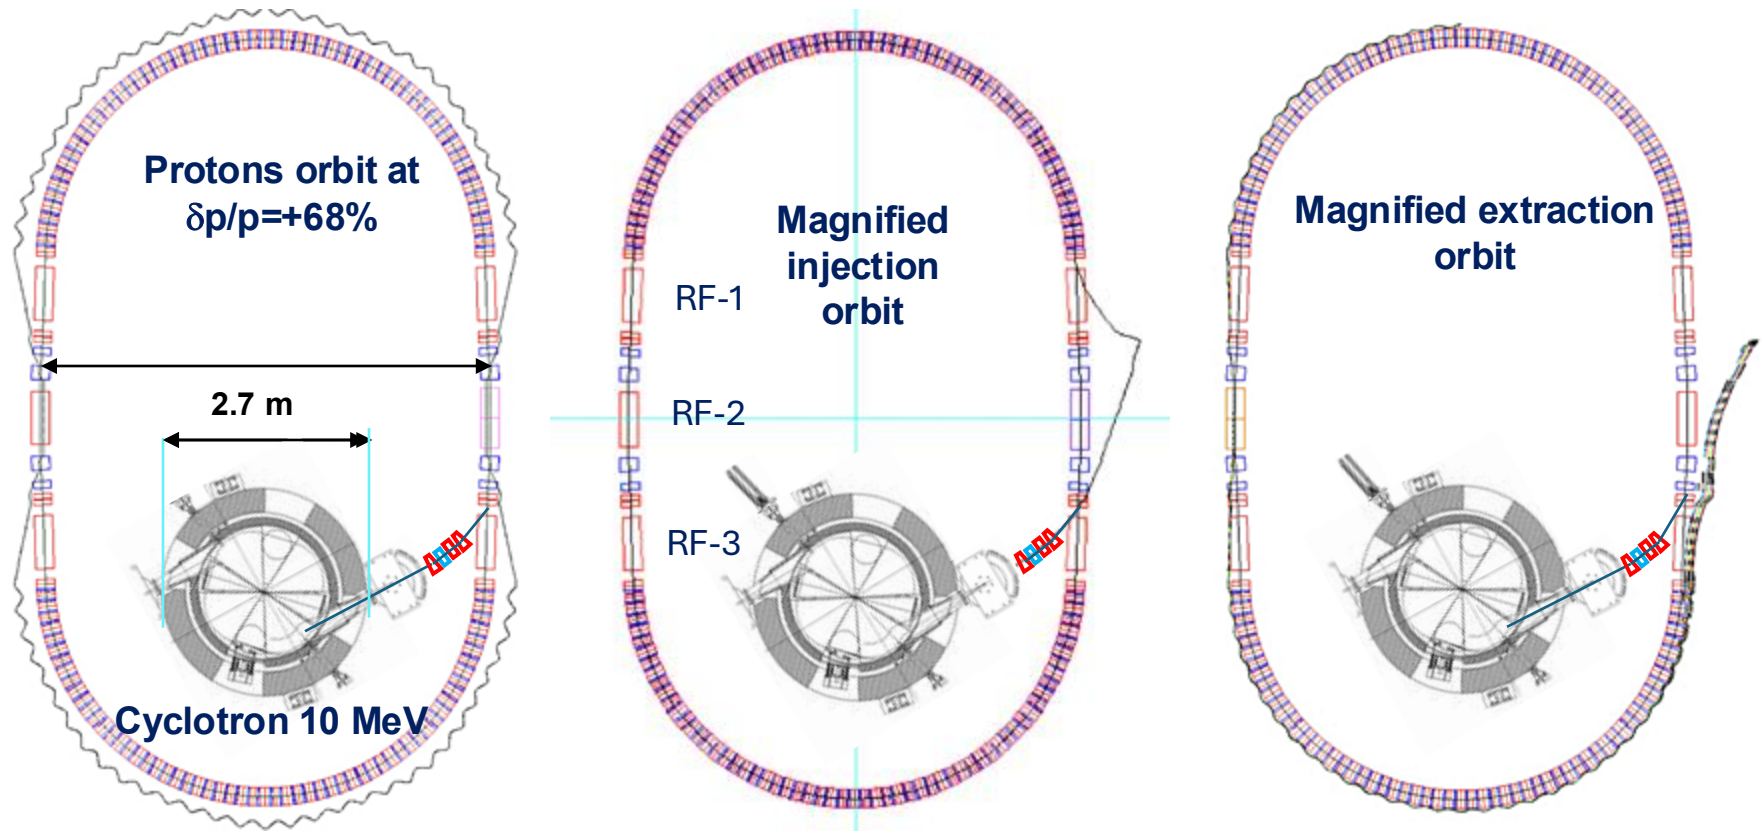 Protons orbit at
δp/p=+68%
2.7 m
Cyclotron 10 MeV
Magnified
injection
orbit
RF-1
RF-2
RF-3
Magnified extraction
orbit